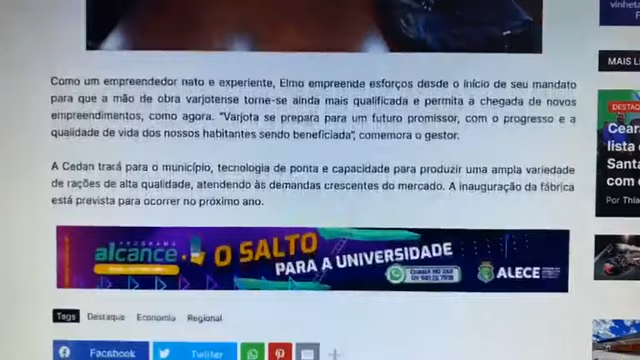 Como um empreendedor nato e experiente, Elmo empreende esforços desde o início de seu mandato
para que a mão de obra varjotense torne-se ainda mais qualificada e permita a chegada de novos
empreendimentos, como agora. "Varjota se prepara para um futuro promissor, com o progresso e a
qualidade de vida dos nossos habitantes sendo beneficiada", comemora o gestor.
A Cedan trará para o município, tecnologia de ponta e capacidade para produzir uma ampla variedade
de rações de alta qualidade, atendendo às demandas crescentes do mercado. A inauguração da fábrica
está prevista para ocorrer no próximo ano.
PROGRAMA
alcance
O SALTO
PARA A UNIVERSIDADE
ALECE
Tags Destaque Economia Regional
Facebook Twitter
vinheta
MAIS L
DESTAQ
Cear
lista
Santa
com
Por Thia